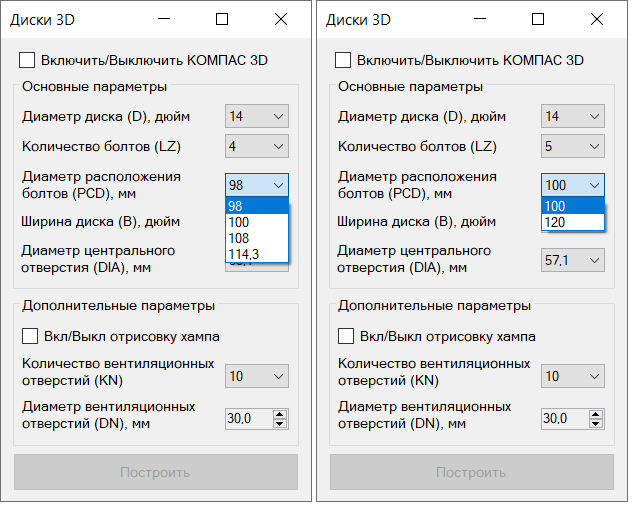 Диски 3D
Включить/Выключить КОМПАС 3D
Основные параметры
Диаметр диска (D), дюйм
14
Количество болтов (LZ)
4
Диаметр расположения
болтов (PCD), мм
98
98
100
108
114,3
Ширина диска (B), дюйм
Диаметр центрального
отверстия (DIA), мм
Дополнительные параметры
Вкл/Выкл отрисовку хампа
Количество вентиляционных
отверстий (KN)
10
Диаметр вентиляционных
отверстий (DN), мм
30,0
Построить
Диски 3D
Включить/Выключить КОМПАС 3D
Основные параметры
Диаметр диска (D), дюйм
14
Количество болтов (LZ)
5
Диаметр расположения
болтов (PCD), мм
100
100
120
Ширина диска (B), дюйм
Диаметр центрального
отверстия (DIA), мм
57,1
Дополнительные параметры
Вкл/Выкл отрисовку хампа
Количество вентиляционных
отверстий (KN)
10
Диаметр вентиляционных
отверстий (DN), мм
30,0
Построить